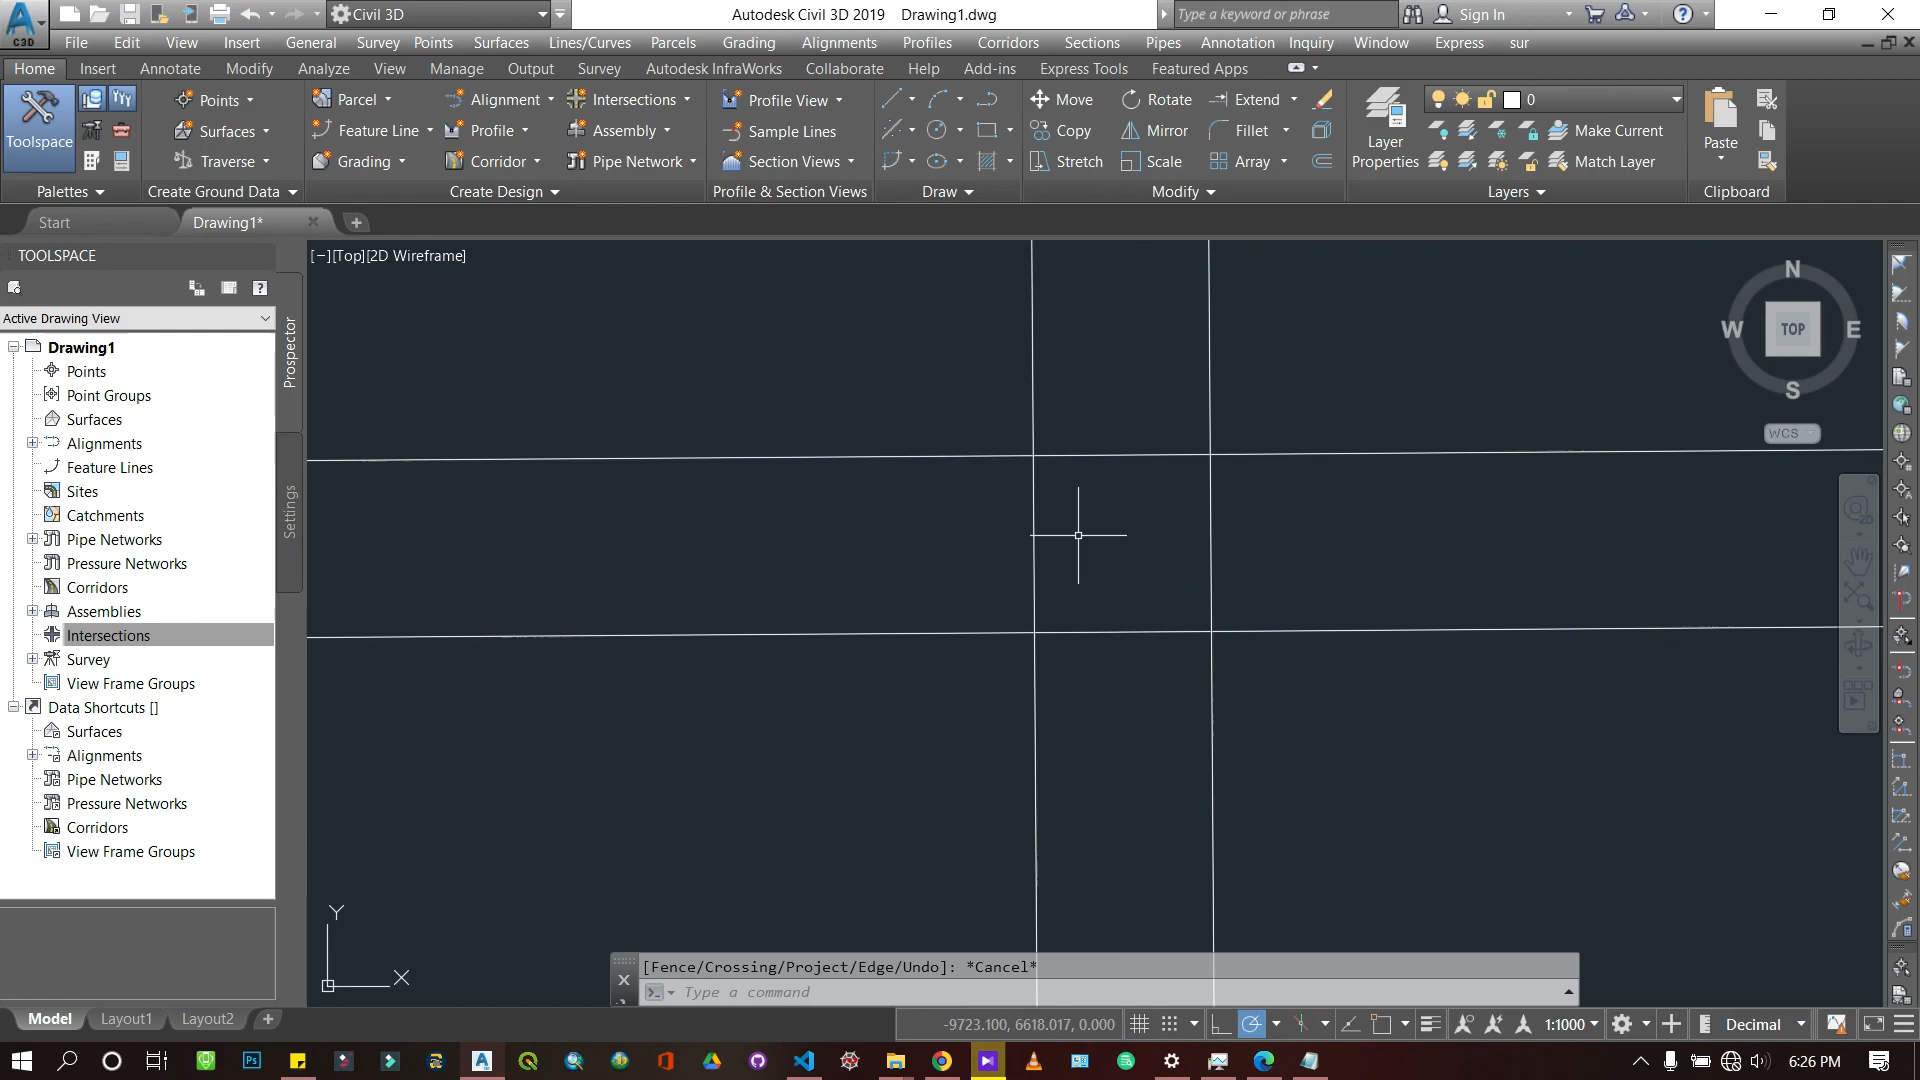 C3D
Civil 3D
Autodesk Civil 3D 2019 Drawing1.dwg
Type a keyword or phrase
Sign In
File Edit View Insert General Survey Points Surfaces Lines/Curves Parcels Grading Alignments Profiles Corridors Sections Pipes Annotation Inquiry Window Express sur
Home Insert Annotate Modify Analyze View Manage Output Survey Autodesk InfraWorks Collaborate Help Add-ins Express Tools Featured Apps
Points Parcel Alignment Intersections Profile View Move Rotate Extend 0
Toolspace Surfaces Feature Line Profile Assembly Sample Lines Copy Mirror Fillet Layer Properties Make Current Paste
Traverse Grading Corridor Pipe Network Section Views Stretch Scale Array Match Layer
Palettes Create Ground Data Create Design Profile & Section Views Draw Modify Layers Clipboard
Start Drawing1*
TOOLSPACE
Active Drawing View
Drawing1
Points
Point Groups
Surfaces
Alignments
Feature Lines
Sites
Catchments
Pipe Networks
Pressure Networks
Corridors
Assemblies
Intersections
Survey
View Frame Groups
Data Shortcuts []
Surfaces
Alignments
Pipe Networks
Pressure Networks
Corridors
View Frame Groups
Prospector
Settings
[−][Top][2D Wireframe]
N
W TOP E
S
WCS
2D
Y
X
[Fence/Crossing/Project/Edge/Undo]: *Cancel*
Type a command
Model Layout1 Layout2
-9723.100, 6618.017, 0.000
1:1000
Decimal
Ps
6:26 PM